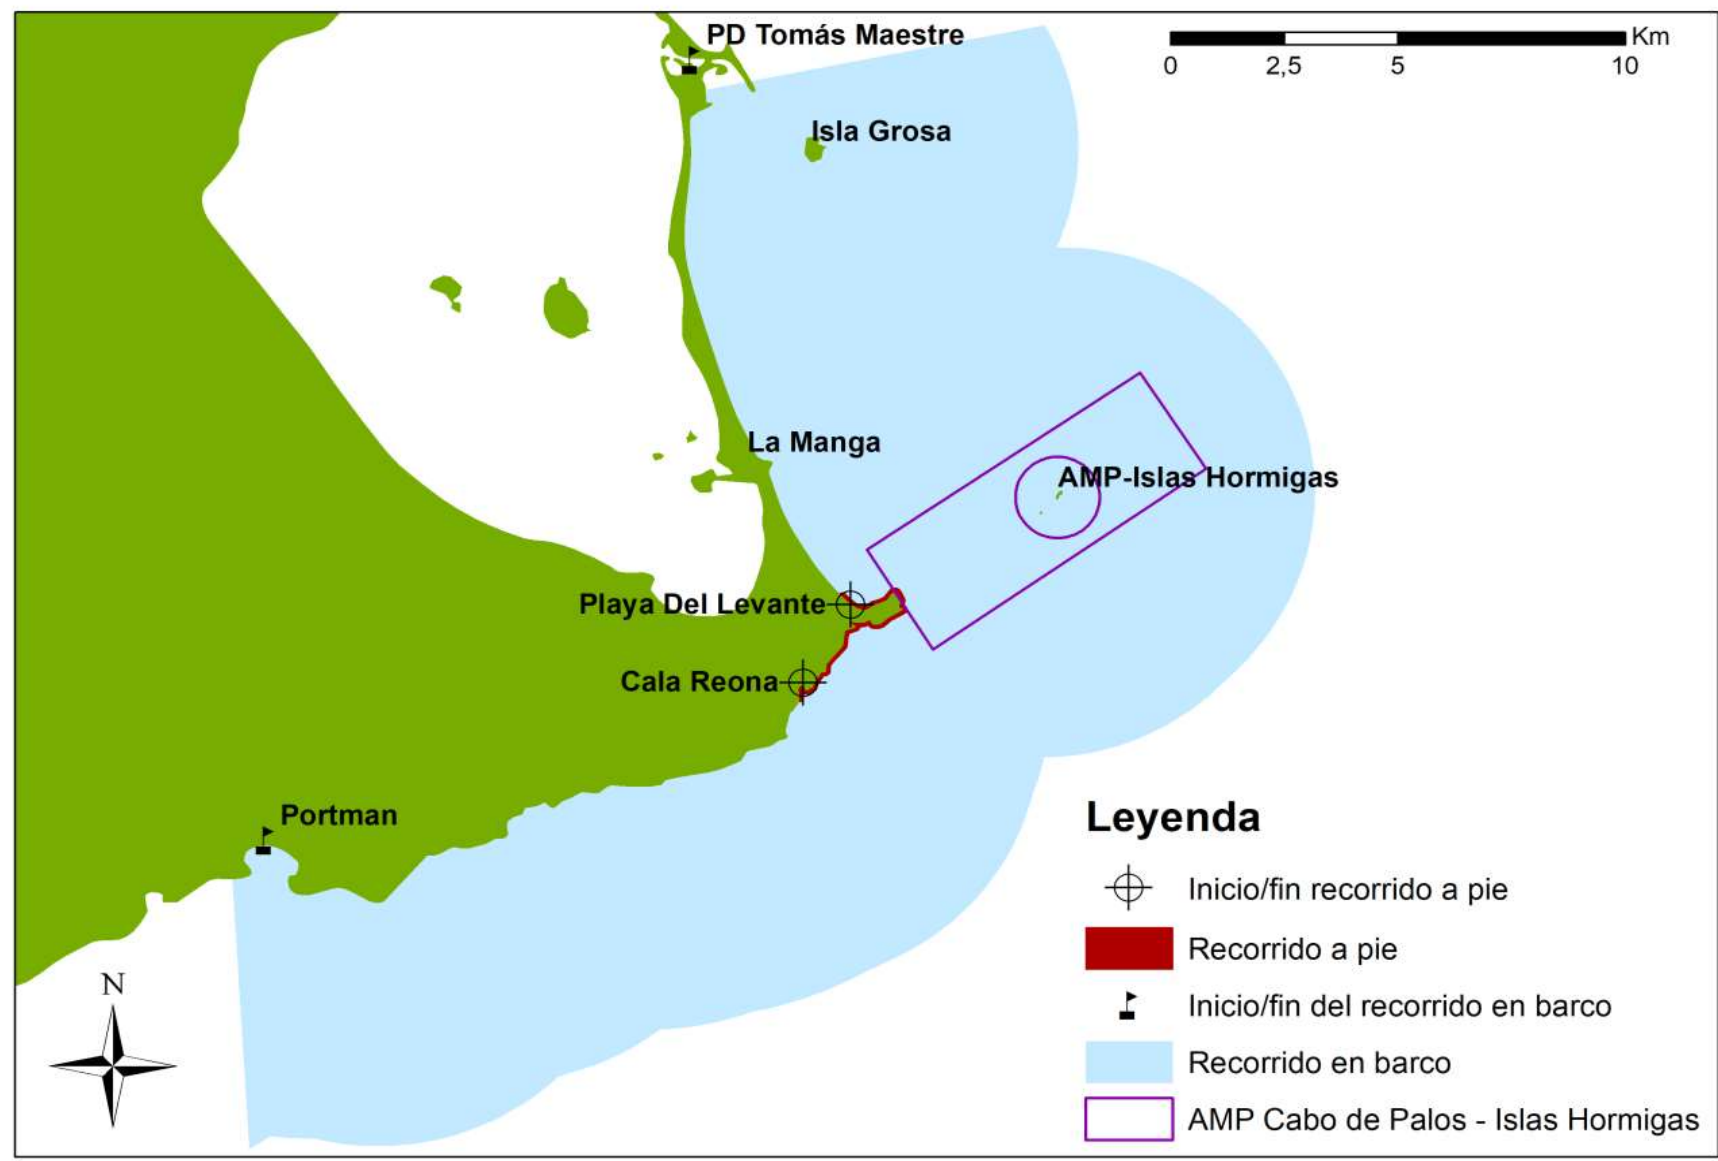 PD Tomás Maestre
Km
0 2,5 5 10
Isla Grosa
La Manga
AMP-Islas Hormigas
Playa Del Levante
Cala Reona
Portman
Leyenda
Inicio/fin recorrido a pie
Recorrido a pie
N
Inicio/fin del recorrido en barco
Recorrido en barco
AMP Cabo de Palos - Islas Hormigas